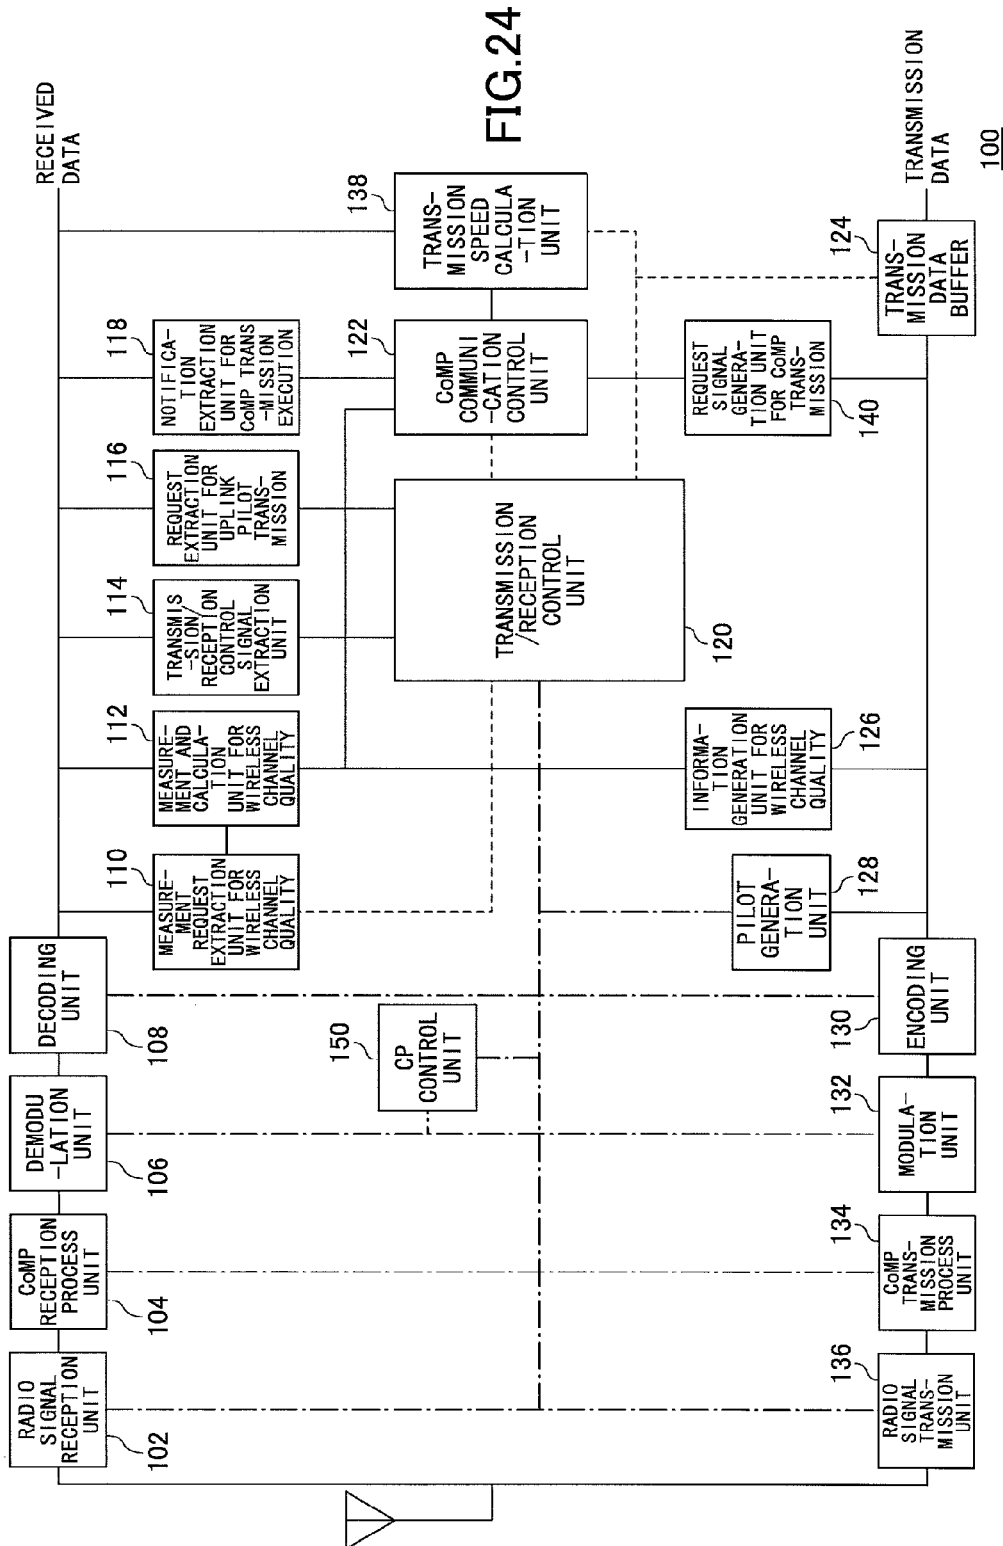 FIG.24
RADIO
SIGNAL
RECEPTION
UNIT
102
CoMP
RECEPTION
PROCESS
UNIT
104
DEMODU
-LATION
UNIT
106
DECODING
UNIT
108
RECEIVED
DATA
110
MEASURE-
MENT
REQUEST
EXTRACTION
UNIT FOR
WIRELESS
CHANNEL
QUALITY
112
MEASURE-
MENT AND
CALCULA-
TION
UNIT FOR
WIRELESS
CHANNEL
QUALITY
114
TRANSMIS
-SION/
RECEPTION
CONTROL
SIGNAL
EXTRACTION
UNIT
116
REQUEST
EXTRACTION
UNIT FOR
UPLINK
PILOT
TRANS-
MISSION
118
NOTIFICA-
TION
EXTRACTION
UNIT FOR
CoMP TRANS
-MISSION
EXECUTION
150
CP
CONTROL
UNIT
TRANSMISSION
/RECEPTION
CONTROL
UNIT
120
122
CoMP
COMMUNI
-CATION
CONTROL
UNIT
138
TRANS-
MISSION
SPEED
CALCULA
-TION
UNIT
136
RADIO
SIGNAL
TRANS-
MISSION
UNIT
134
CoMP
TRANS-
MISSION
PROCESS
UNIT
132
MODULA-
TION
UNIT
130
ENCODING
UNIT
PILOT
GENERA-
TION
UNIT
128
INFORMA-
TION
GENERATION
UNIT FOR
WIRELESS
CHANNEL
QUALITY
126
REQUEST
SIGNAL
GENERA-
TION UNIT
FOR CoMP
TRANS-
MISSION
140
124
TRANS-
MISSION
DATA
BUFFER
TRANSMISSION
DATA
100